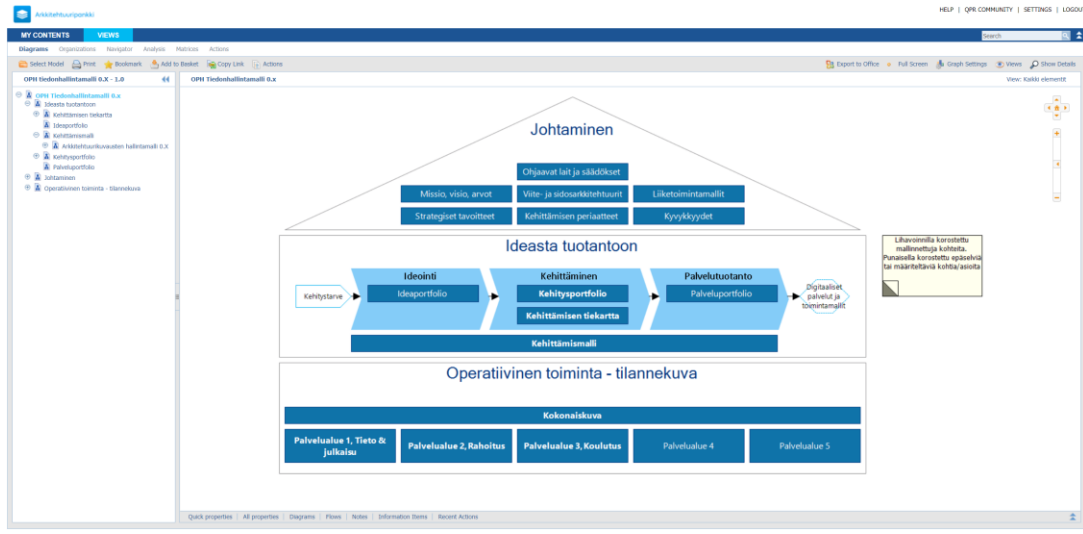 Arkkitehtuuripankki
HELP | QPR COMMUNITY | SETTINGS | LOGOU
MY CONTENTS VIEWS
Search
Diagrams Organizations Navigator Analysis Matrices Actions
Select Model Print Bookmark Add to Basket Copy Link Actions
Export to Office Full Screen Graph Settings Views Show Details
OPH tiedonhallintamalli 0.X - 1.0
OPH Tiedonhallintamalli 0.x
View: Kaikki elementit
OPH Tiedonhallintamalli 0.x
Ideasta tuotantoon
Kehittämisen tiekartta
Ideaportfolio
Kehittämismalli
Arkkitehtuurikuvausten hallintamalli 0.X
Kehitysportfolio
Palveluportfolio
Johtaminen
Operatiivinen toiminta - tilannekuva
Johtaminen
Ohjaavat lait ja säädökset
Missio, visio, arvot
Viite- ja sidosarkkitehtuurit
Liiketoimintamallit
Strategiset tavoitteet
Kehittämisen periaatteet
Kyvykkyydet
Ideasta tuotantoon
Ideointi
Kehittäminen
Palvelutuotanto
Kehitystarve
Ideaportfolio
Kehitysportfolio
Kehittämisen tiekartta
Palveluportfolio
Digitaaliset
palvelut ja
toimintamallit
Kehittämismalli
Lihavoinnilla korostettu
mallinnettuja kohteita.
Punaisella korostettu epäselviä
tai määriteltäviä kohtia/asioita
Operatiivinen toiminta - tilannekuva
Kokonaiskuva
Palvelualue 1, Tieto &
julkaisu
Palvelualue 2, Rahoitus
Palvelualue 3, Koulutus
Palvelualue 4
Palvelualue 5
Quick properties | All properties | Diagrams | Flows | Notes | Information Items | Recent Actions